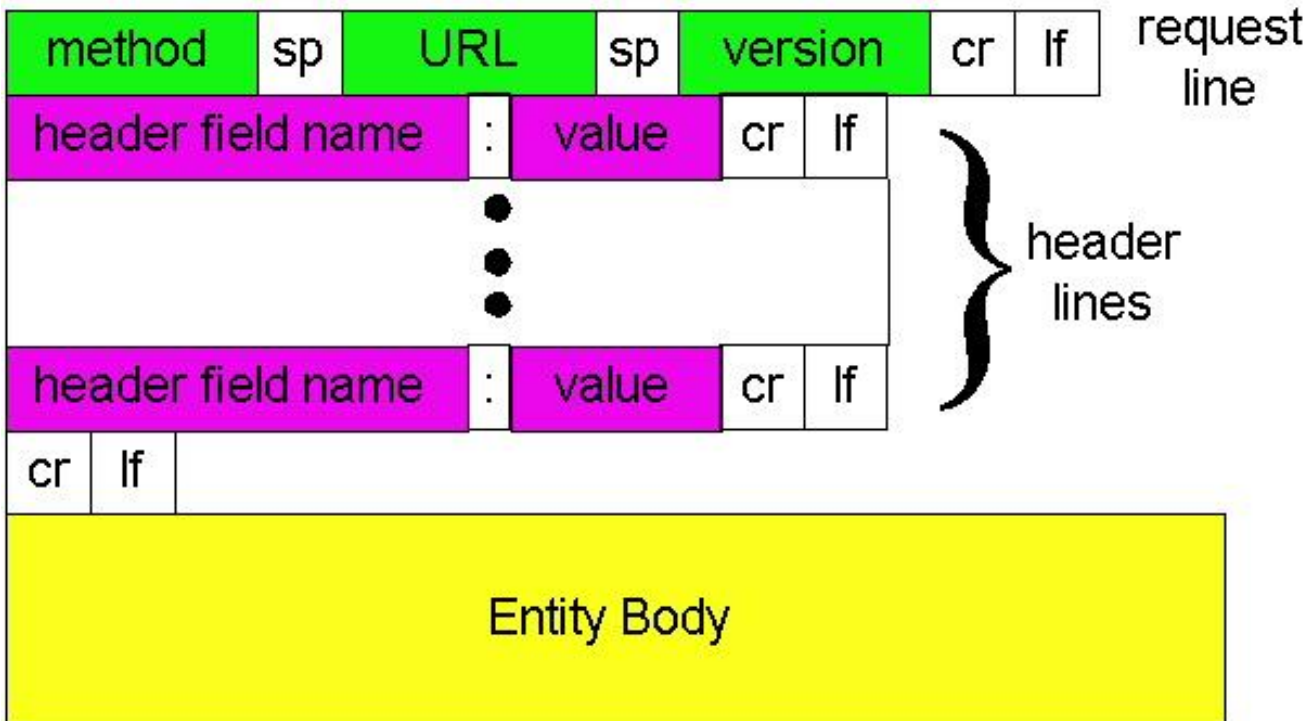 method sp URL sp version cr lf request
line
header field name : value cr lf
header
lines
header field name : value cr lf
cr lf
Entity Body